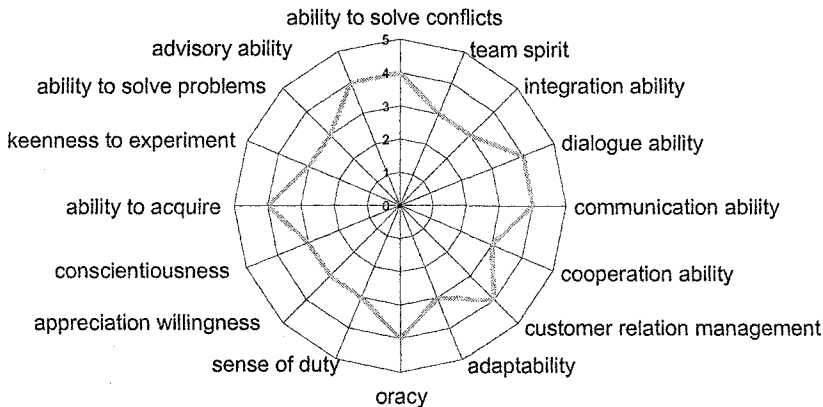 ability to solve conflicts
advisory ability
5
team spirit
ability to solve problems
4
integration ability
3
keenness to experiment
2
dialogue ability
1
ability to acquire
0
communication ability
conscientiousness
cooperation ability
appreciation willingness
customer relation management
sense of duty
adaptability
oracy